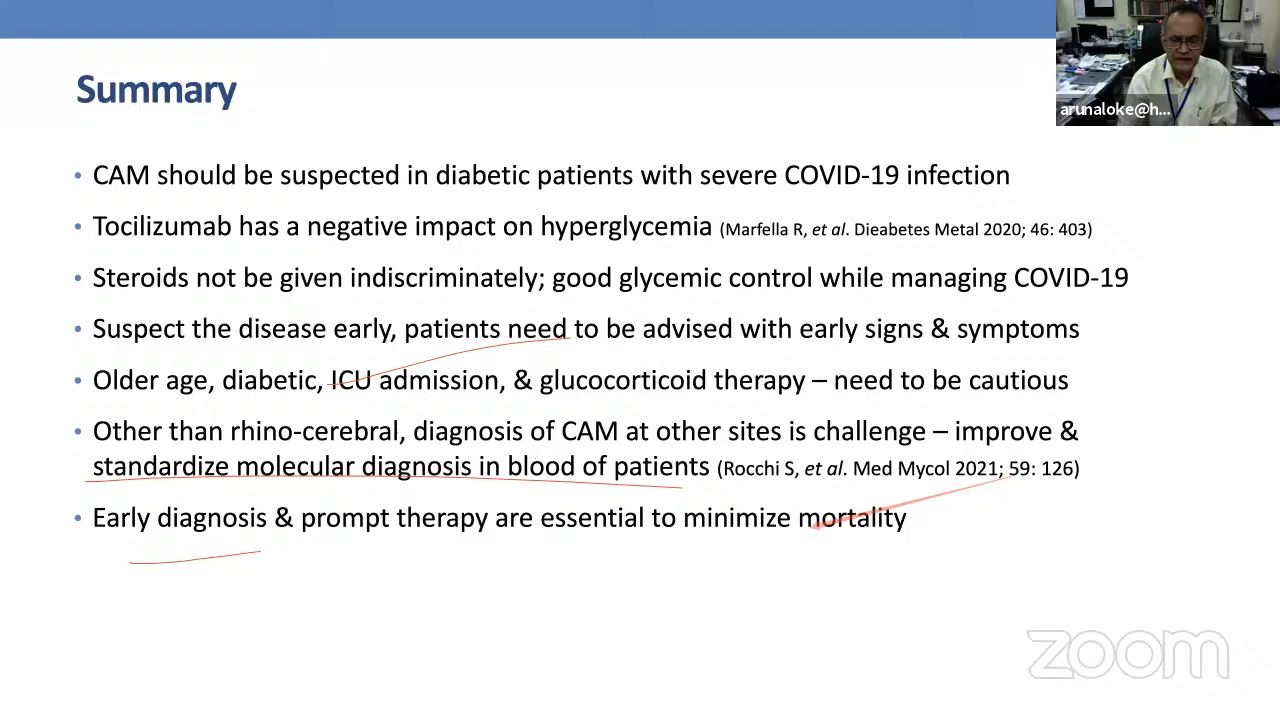 arunaloke@h...
Summary
• CAM should be suspected in diabetic patients with severe COVID-19 infection
• Tocilizumab has a negative impact on hyperglycemia (Marfella R, et al. Dieabetes Metal 2020; 46: 403)
• Steroids not be given indiscriminately; good glycemic control while managing COVID-19
• Suspect the disease early, patients need to be advised with early signs & symptoms
• Older age, diabetic, ICU admission, & glucocorticoid therapy – need to be cautious
• Other than rhino-cerebral, diagnosis of CAM at other sites is challenge – improve &
standardize molecular diagnosis in blood of patients (Rocchi S, et al. Med Mycol 2021; 59: 126)
• Early diagnosis & prompt therapy are essential to minimize mortality
zoom